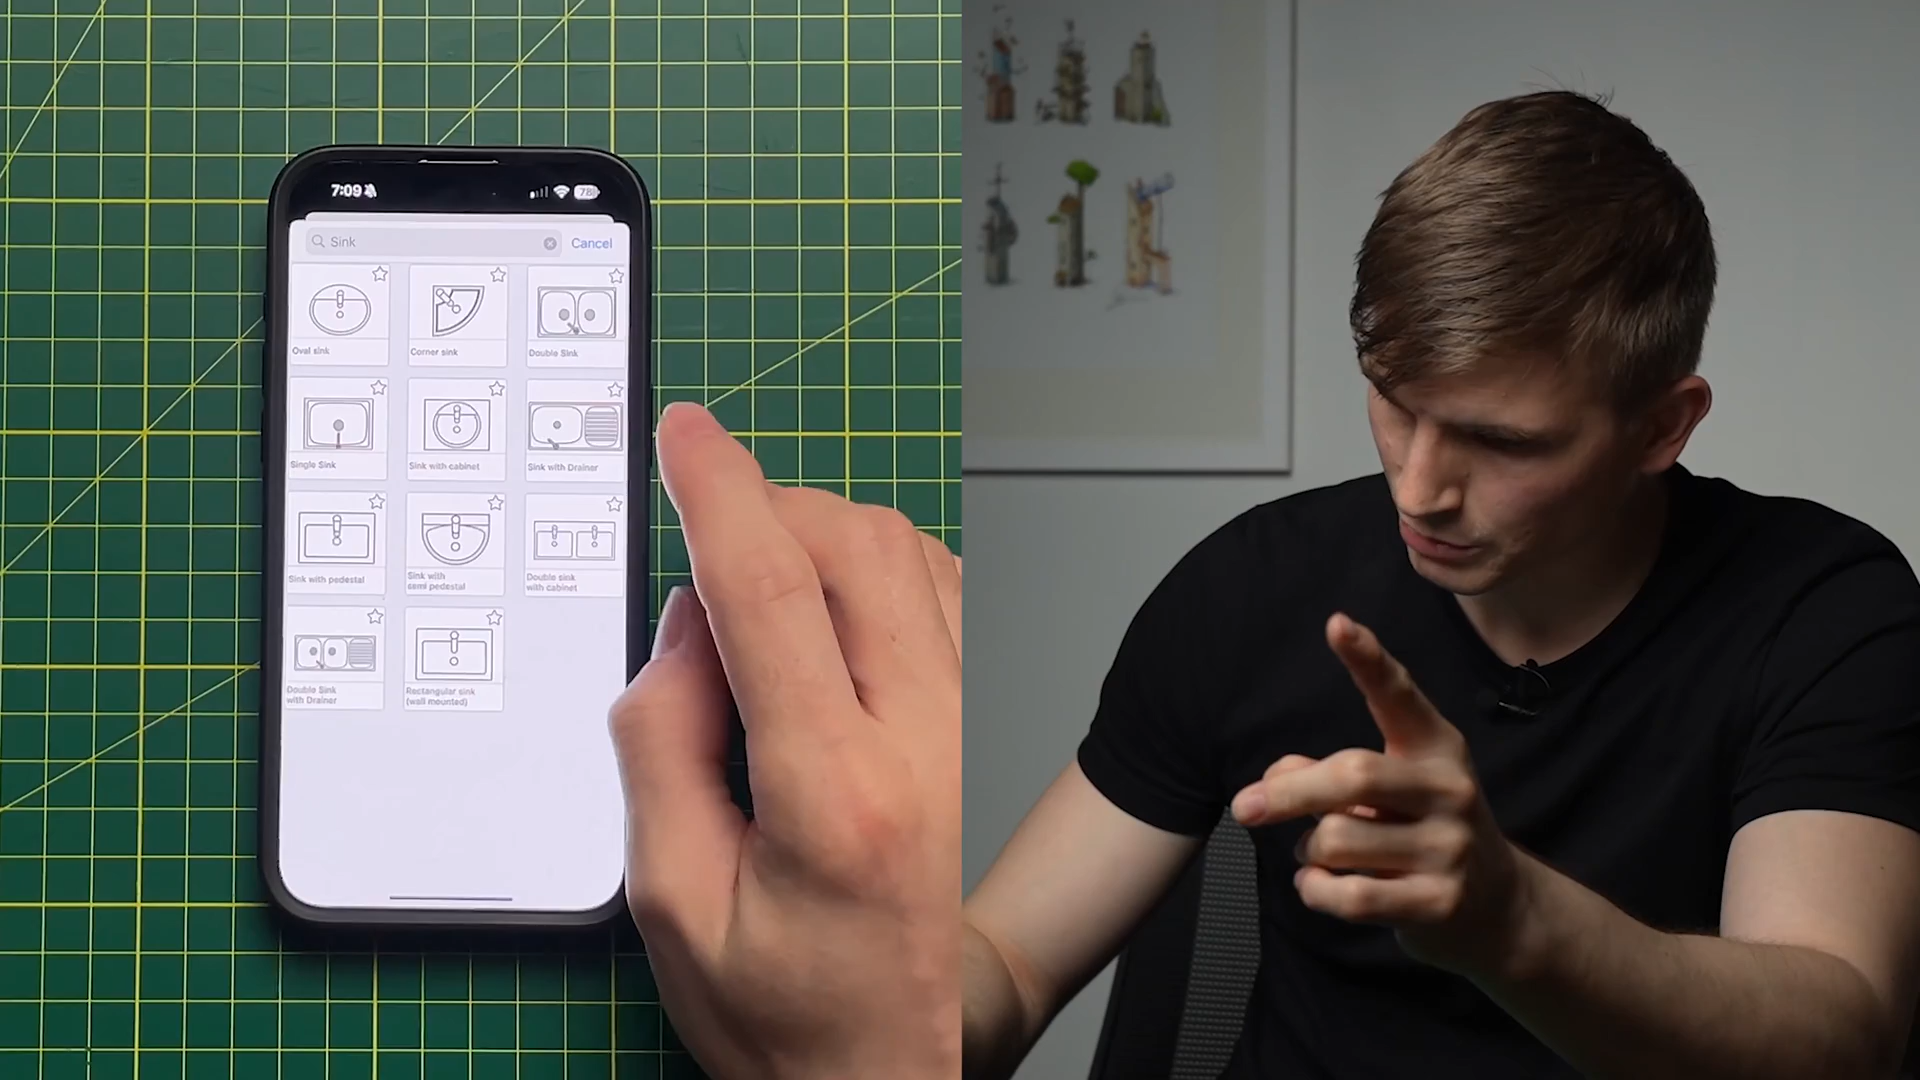 7:09
78
Sink
Cancel
Oval sink
Corner sink
Double Sink
Single Sink
Sink with cabinet
Sink with Drainer
Sink with pedestal
Sink with
semi pedestal
Double sink
with cabinet
Double Sink
with Drainer
Rectangular sink
(wall mounted)